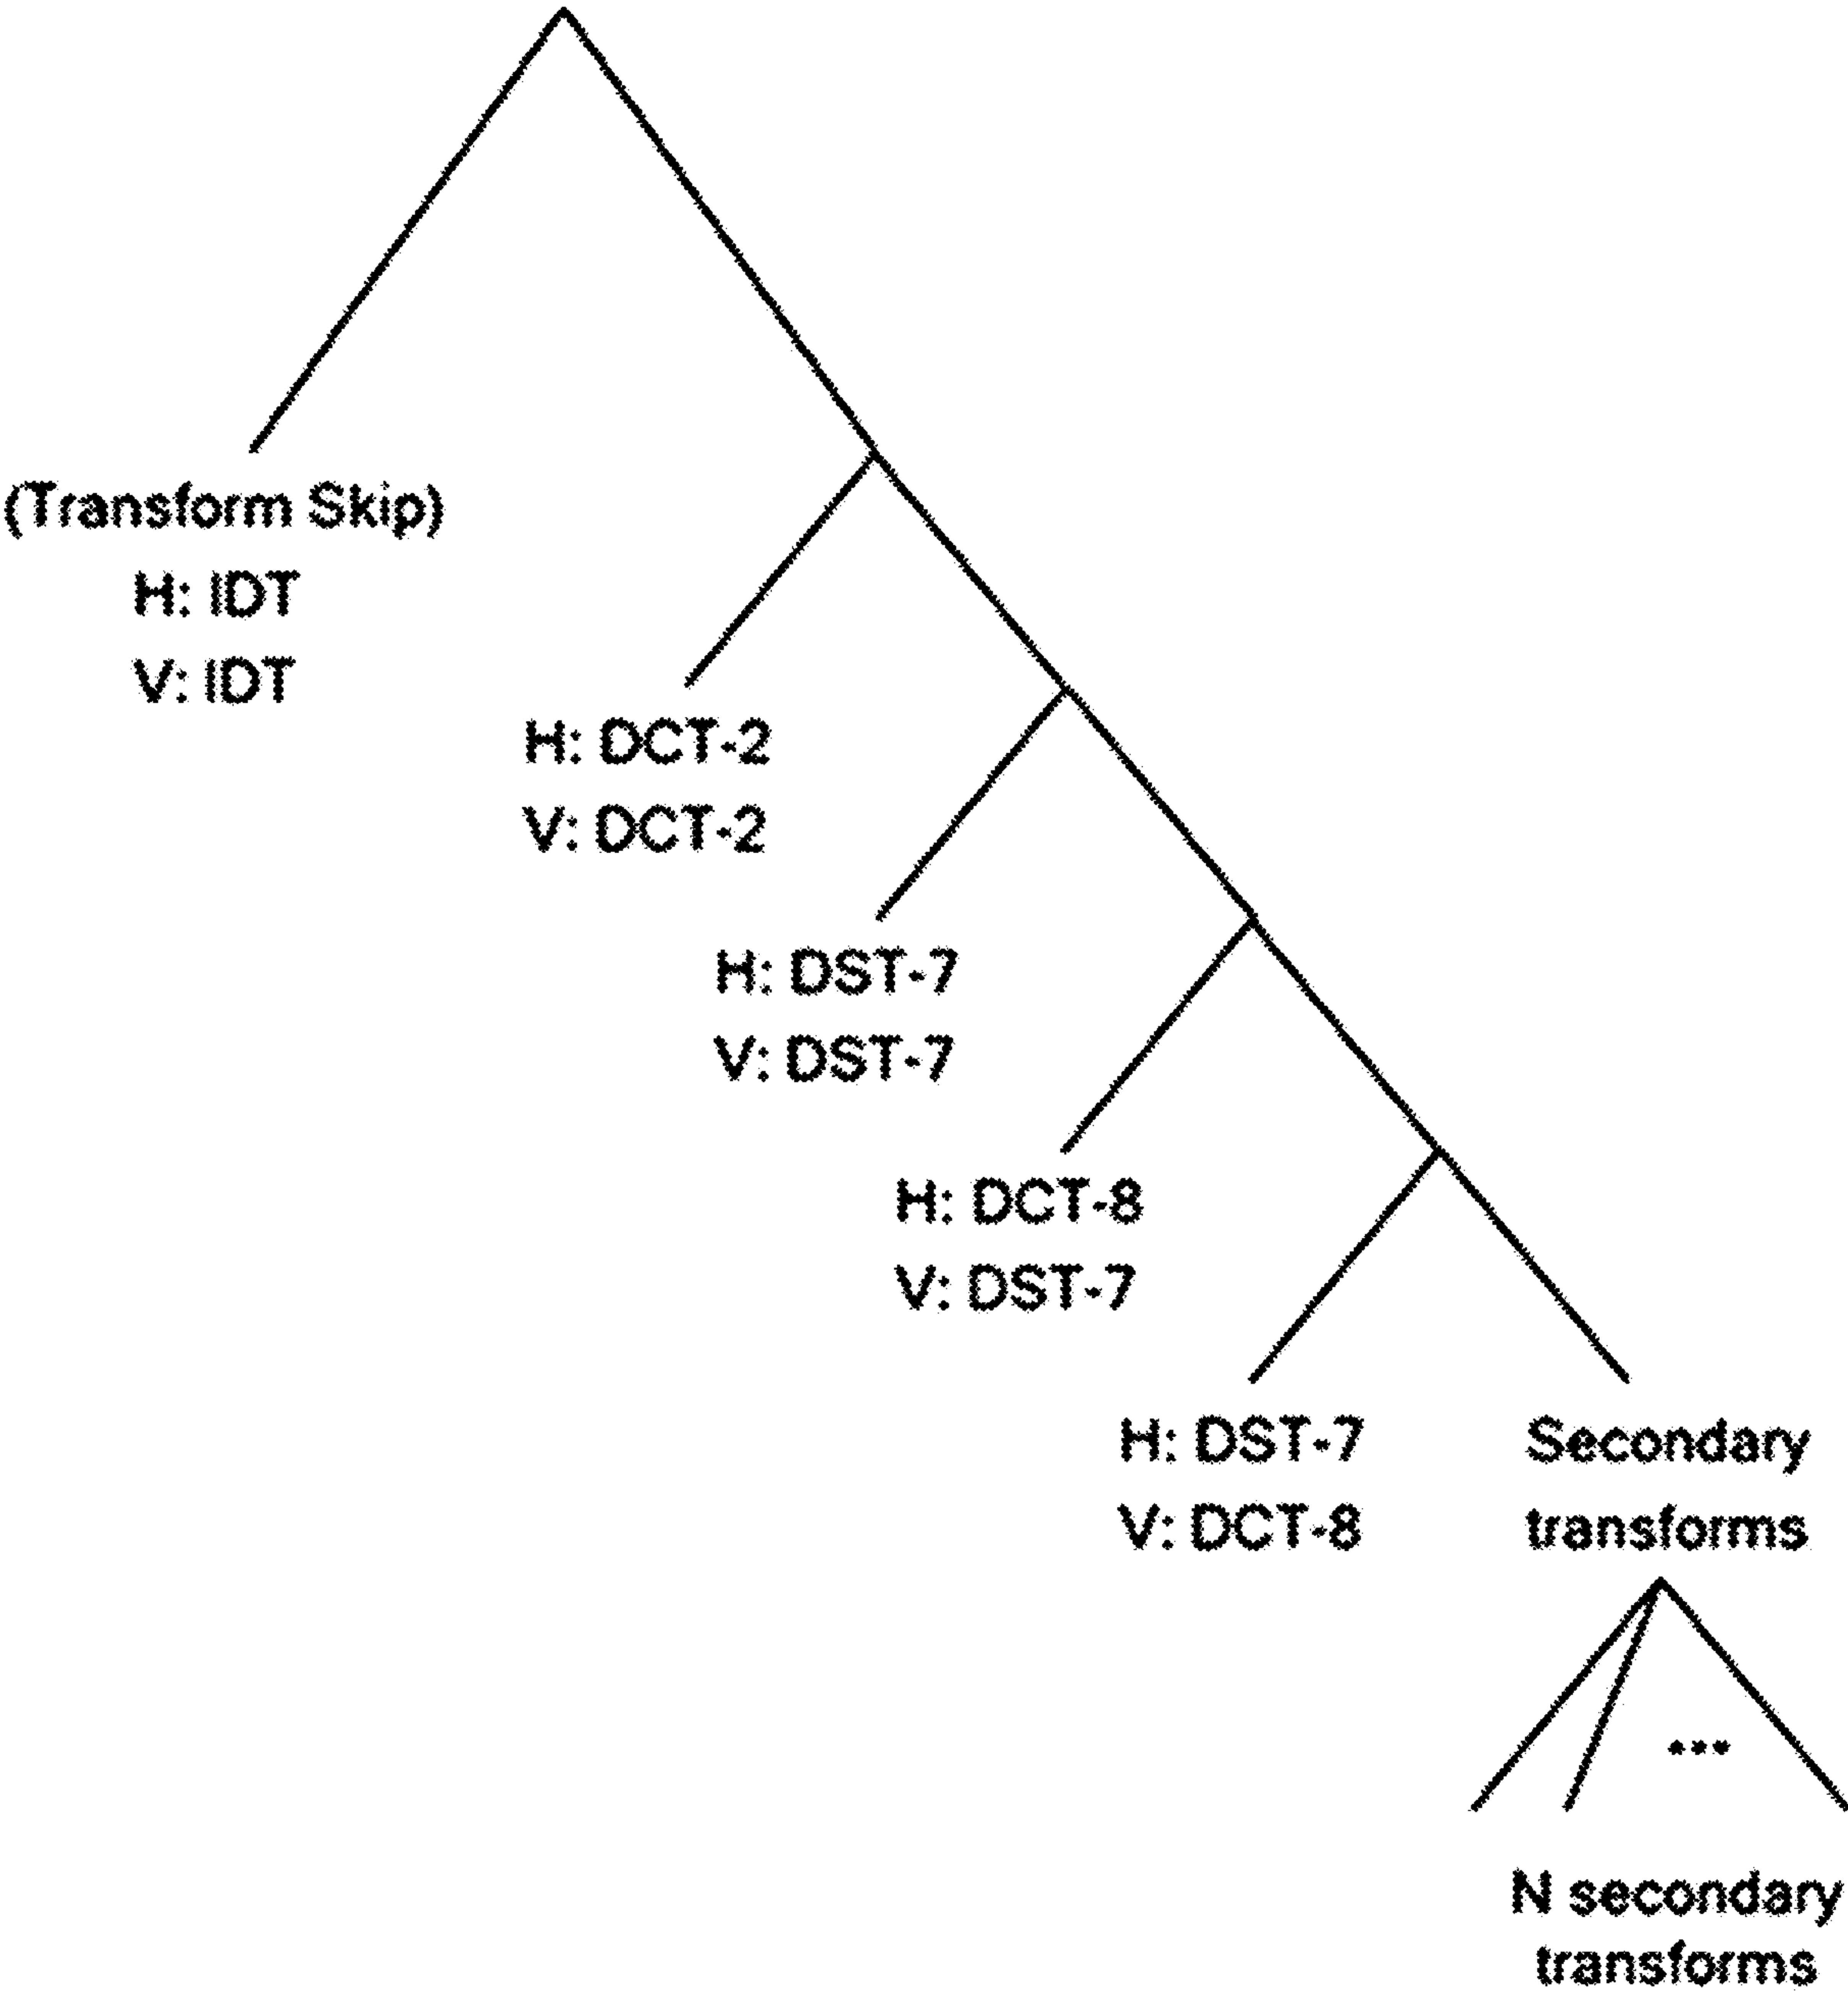 (Transform Skip)
H: IDT
V: IDT
H: DCT-2
V: DCT-2
H: DST-7
V: DST-7
H: DCT-8
V: DST-7
H: DST-7
V: DCT-8
Secondary
transforms
...
N secondary
transforms